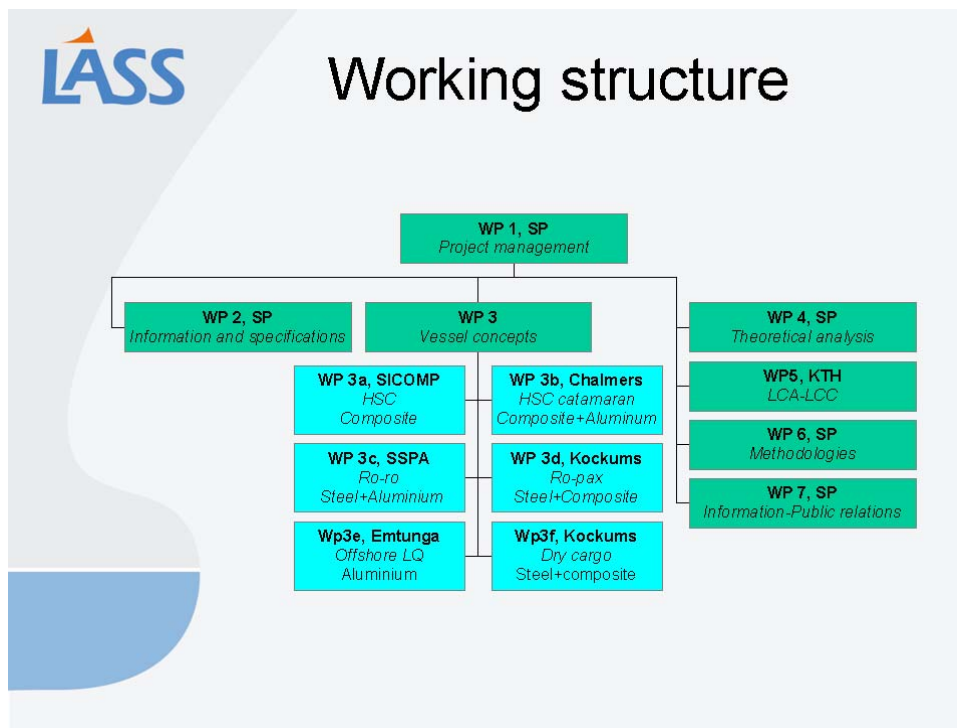 LÄSS
Working structure
WP 1, SP
Project management
WP 2, SP
Information and specifications
WP 3
Vessel concepts
WP 4, SP
Theoretical analysis
WP 3a, SICOMP
HSC
Composite
WP 3b, Chalmers
HSC catamaran
Composite+Aluminum
WP5, KTH
LCA-LCC
WP 3c, SSPA
Ro-ro
Steel+Aluminium
WP 3d, Kockums
Ro-pax
Steel+Composite
WP 6, SP
Methodologies
WP 7, SP
Information-Public relations
Wp3e, Emtunga
Offshore LQ
Aluminium
Wp3f, Kockums
Dry cargo
Steel+composite